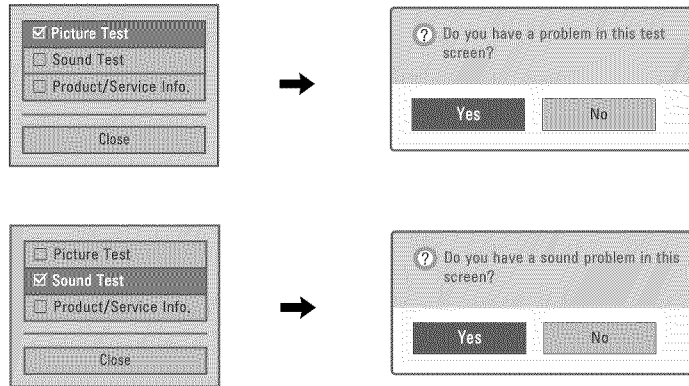 Picture Test
Sound Test
Product/Service Info.
Close
Do you have a problem in this test
screen?
Yes
No
Picture Test
Sound Test
Product/Service Info.
Close
Do you have a sound problem in this
screen?
Yes
No